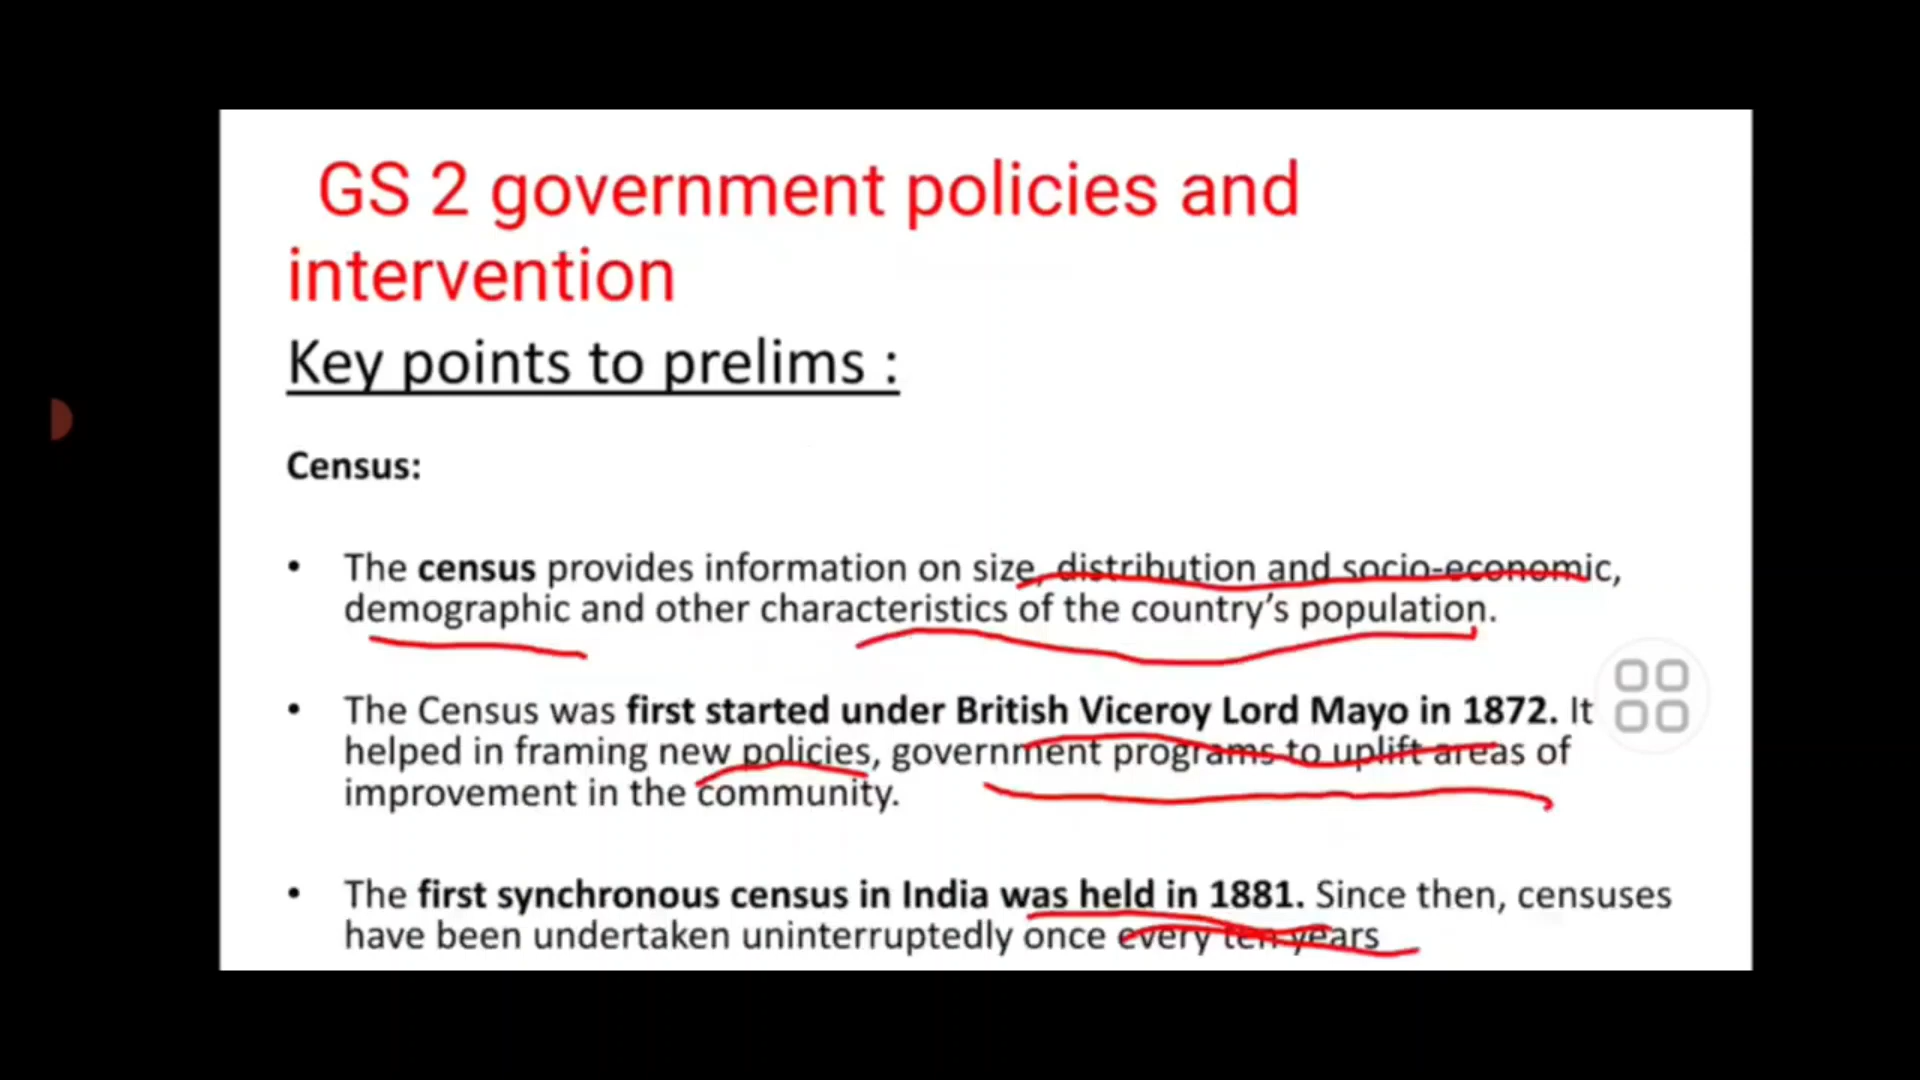 GS 2 government policies and
intervention
Key points to prelims :
Census:
• The census provides information on size, distribution and socio-economic,
demographic and other characteristics of the country's population.
• The Census was first started under British Viceroy Lord Mayo in 1872. It
helped in framing new policies, government programs to uplift areas of
improvement in the community.
• The first synchronous census in India was held in 1881. Since then, censuses
have been undertaken uninterruptedly once every ten years